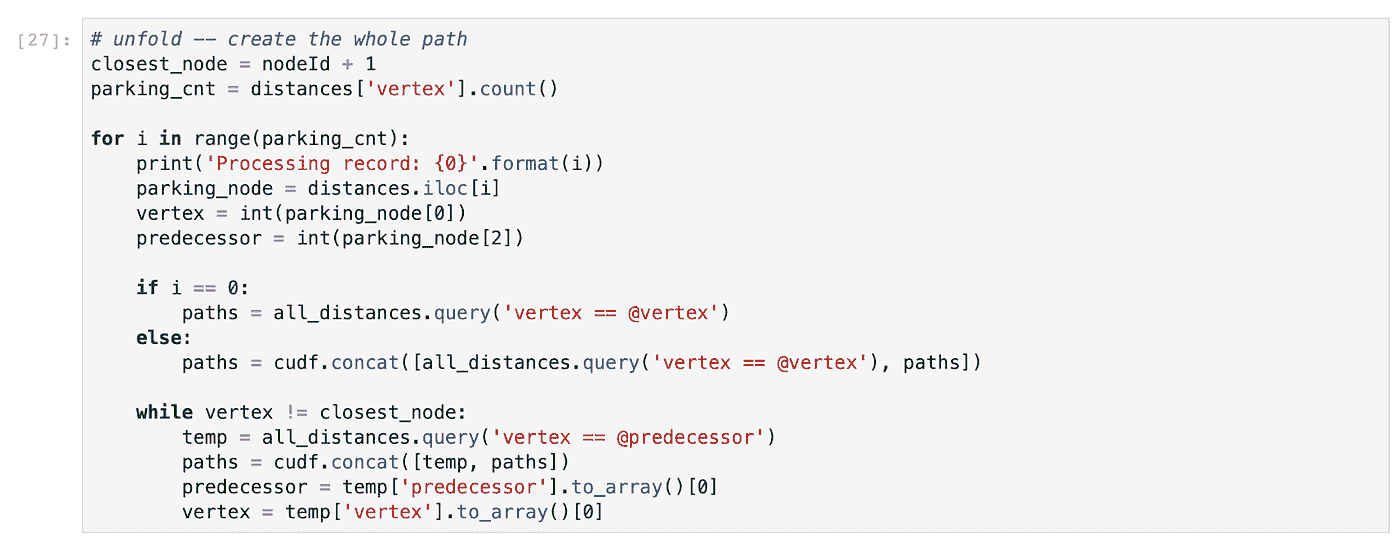 [27]:
# unfold -- create the whole path
closest_node = nodeId + 1
parking_cnt = distances['vertex'].count()

for i in range(parking_cnt):
    print('Processing record: {0}'.format(i))
    parking_node = distances.iloc[i]
    vertex = int(parking_node[0])
    predecessor = int(parking_node[2])

    if i == 0:
        paths = all_distances.query('vertex == @vertex')
    else:
        paths = cudf.concat([all_distances.query('vertex == @vertex'), paths])

    while vertex != closest_node:
        temp = all_distances.query('vertex == @predecessor')
        paths = cudf.concat([temp, paths])
        predecessor = temp['predecessor'].to_array()[0]
        vertex = temp['vertex'].to_array()[0]